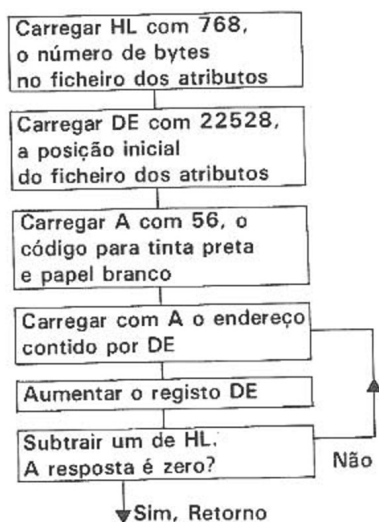 Carregar HL com 768,
o número de bytes
no ficheiro dos atributos
Carregar DE com 22528,
a posição inicial
do ficheiro dos atributos
Carregar A com 56, o
código para tinta preta
e papel branco
Carregar com A o endereço
contido por DE
Aumentar o registo DE
Subtrair um de HL.
A resposta é zero?
Não
Sim, Retorno